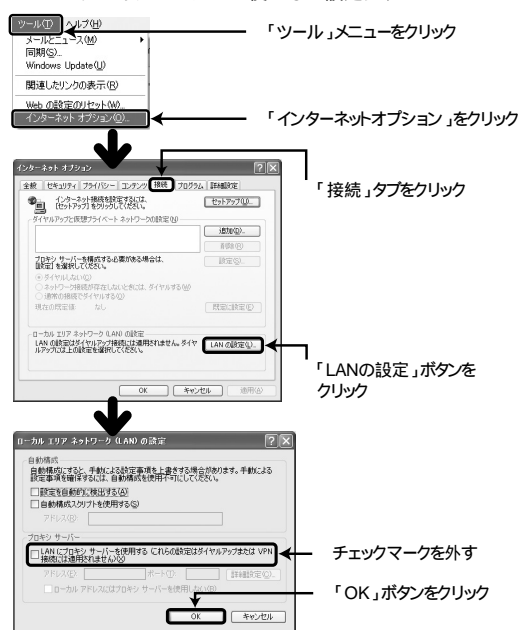 ツール(T) ヘルプ(H)
「ツール」メニューをクリック
メールとニュース(M)
同期(S)...
Windows Update(U)
関連したリンクの表示(R)
Web の設定のリセット(W)...
インターネット オプション(O)...
「インターネットオプション」をクリック
インターネット オプション
全般 セキュリティ プライバシー コンテンツ 接続 プログラム 詳細設定
「接続」タブをクリック
インターネット接続を設定するには、
[セットアップ] をクリックしてください。
セットアップ(U)...
ダイヤルアップと仮想プライベート ネットワークの設定(N)
追加(D)...
削除(R)
プロキシ サーバーを構成する必要がある場合は、
[設定] を選択してください。
設定(S)...
ダイヤルしない(C)
ネットワーク接続が存在しないときには、ダイヤルする(W)
通常の接続でダイヤルする(O)
現在の既定値 なし
既定に設定(E)
ローカル エリア ネットワーク (LAN) の設定
LAN の設定はダイヤルアップ接続には適用されません。ダイヤ
ルアップには上の設定を選択してください。
LAN の設定(L)...
「LANの設定」ボタンを
クリック
OK キャンセル 適用(A)
ローカル エリア ネットワーク (LAN) の設定
自動構成
自動構成にすると、手動による設定事項を上書きする場合があります。手動による
設定事項を確保するには、自動構成を使用不可にしてください。
設定を自動的に検出する(A)
自動構成スクリプトを使用する(S)
アドレス(R):
プロキシ サーバー
LAN にプロキシ サーバーを使用する (これらの設定はダイヤルアップまたは VPN
接続には適用されません)(X)
チェックマークを外す
アドレス(E): ポート(T): 詳細設定(C)...
ローカル アドレスにはプロキシ サーバーを使用しない(B)
「OK」ボタンをクリック
OK キャンセル